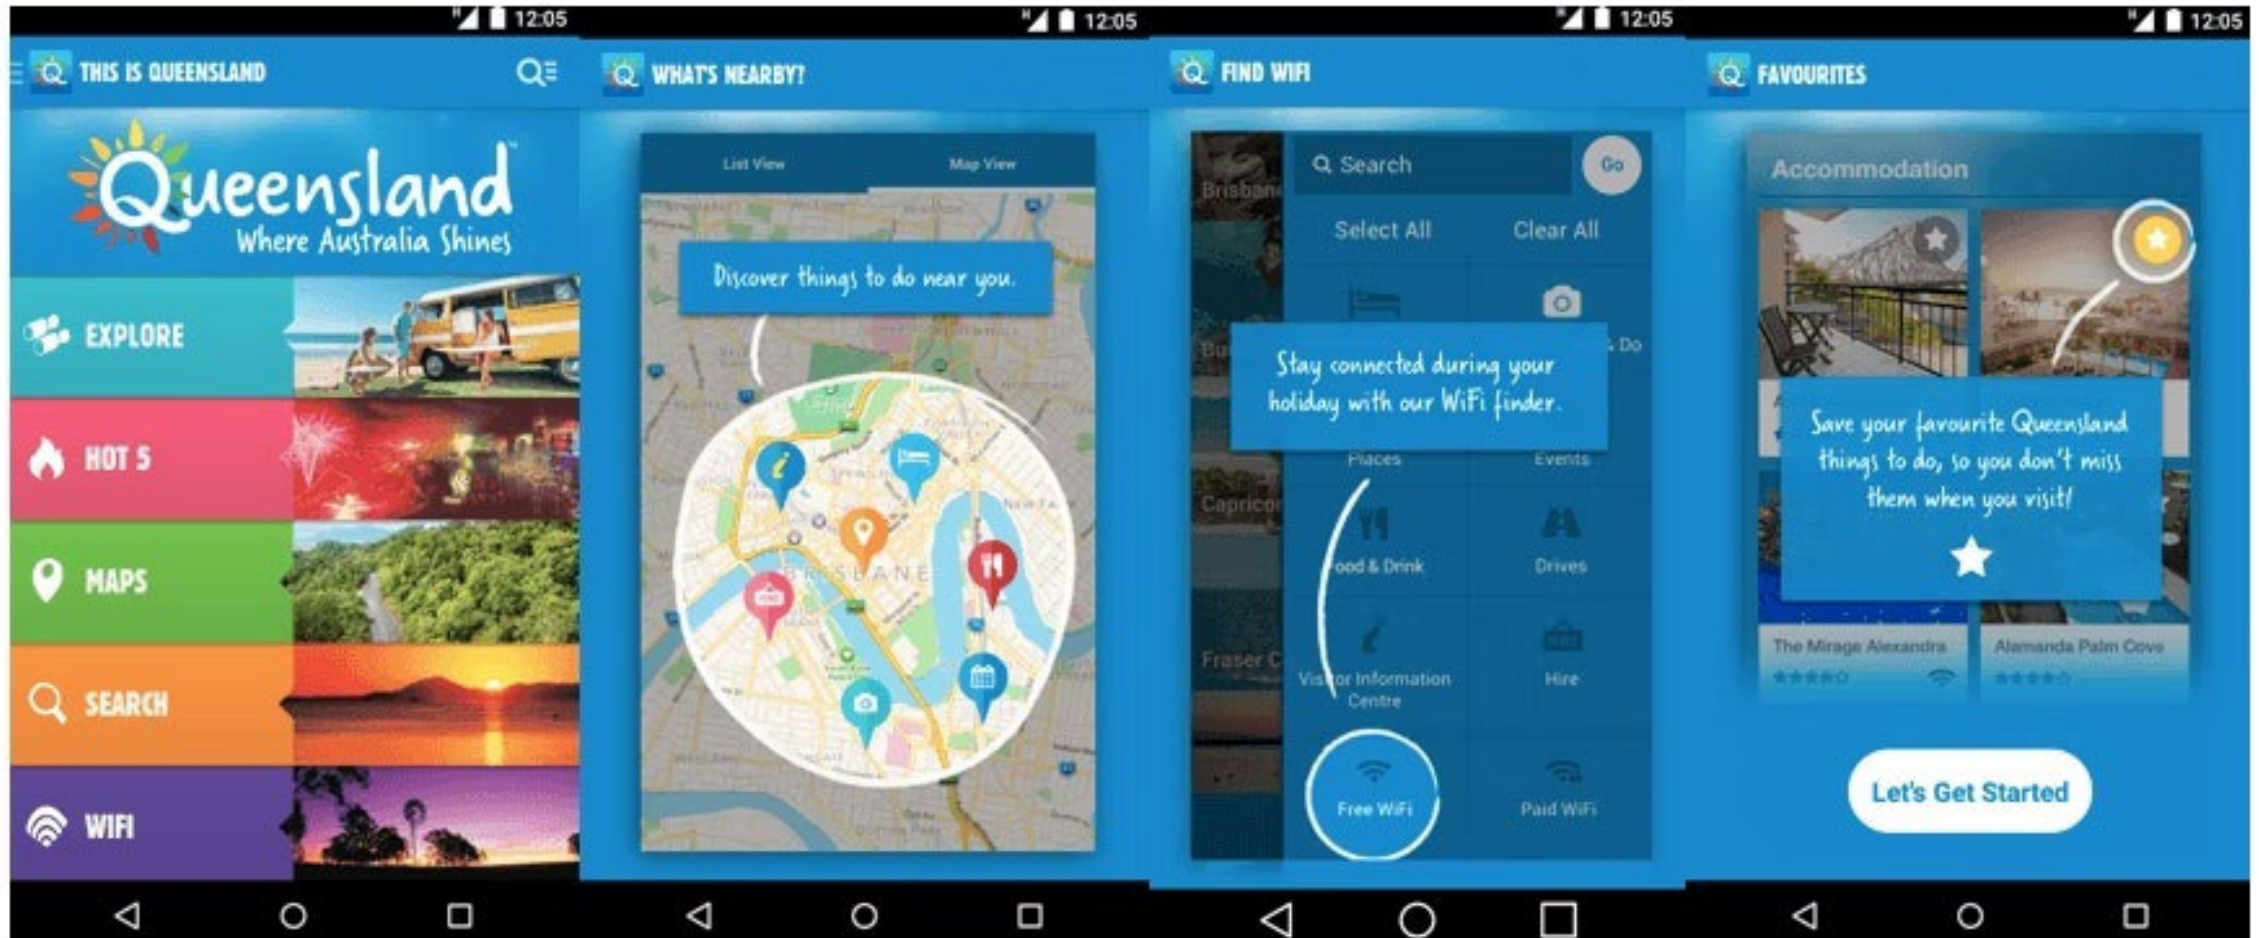 H 12:05
THIS IS QUEENSLAND
Queensland™
Where Australia Shines
EXPLORE
HOT 5
MAPS
SEARCH
WIFI
H 12:05
WHAT'S NEARBY?
List View
Map View
Discover things to do near you.
BRISBANE
H 12:05
FIND WIFI
Search
Go
Select All
Clear All
Brisbane
& Do
Stay connected during your
holiday with our WiFi finder.
Places
Events
Food & Drink
Drives
Visitor Information
Centre
Hire
Fraser C
Free WiFi
Paid WiFi
H 12:05
FAVOURITES
Accommodation
Save your favourite Queensland
things to do, so you don't miss
them when you visit!
The Mirage Alexandra
Alamanda Palm Cove
Let's Get Started